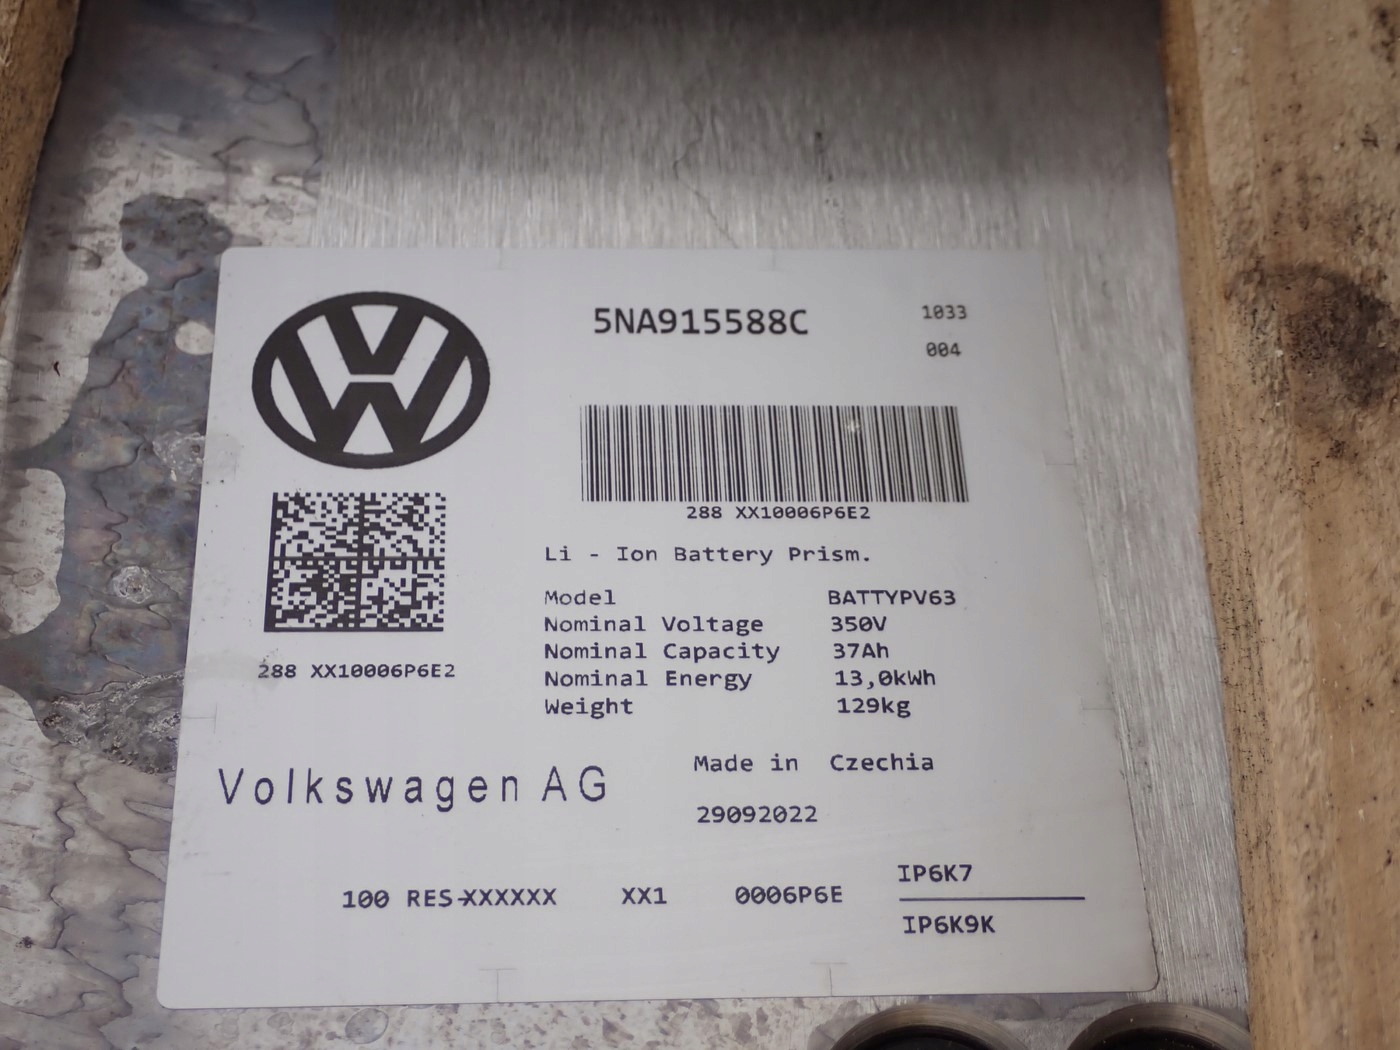 5NA915588C
1033
004
288 XX10006P6E2
Li - Ion Battery Prism.
Model BATTYPV63
Nominal Voltage 350V
Nominal Capacity 37Ah
Nominal Energy 13,0kWh
Weight 129kg
288 XX10006P6E2
Volkswagen AG
Made in Czechia
29092022
100 RES-XXXXXX XX1 0006P6E
IP6K7
IP6K9K